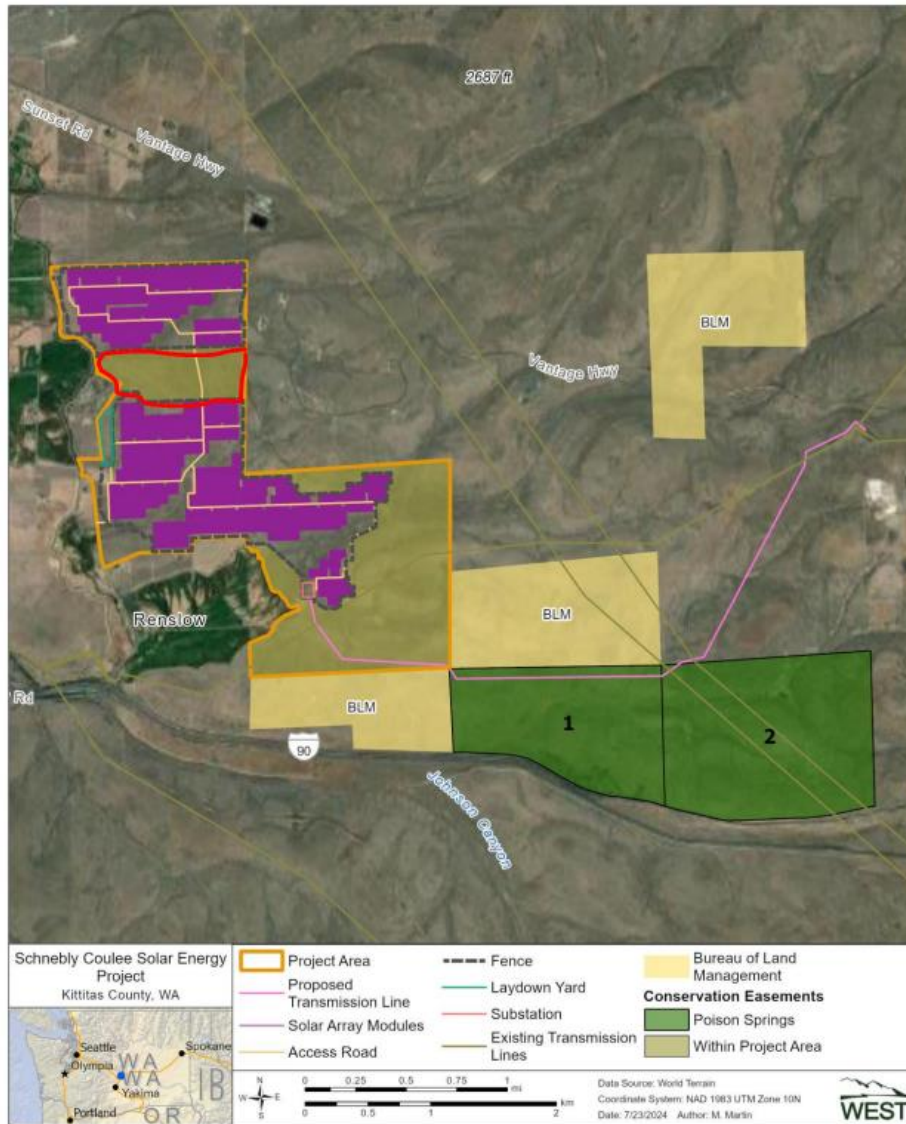 2687 ft
Sunset Rd
Vantage Hwy
BLM
Vantage Hwy
BLM
Renslow
Rd
BLM
90
1
2
Johnson Canyon
Schnebly Coulee Solar Energy
Project
Kittitas County, WA
Seattle
Olympia
Spokane
WA
WA
Yakima
IB
Portland
OR
Project Area
Proposed
Transmission Line
Solar Array Modules
Access Road
Fence
Laydown Yard
Substation
Existing Transmission
Lines
Bureau of Land
Management
Conservation Easements
Poison Springs
Within Project Area
N
W E
S
0 0.25 0.5 0.75 1
mi
0 0.5 1 2
km
Data Source: World Terrain
Coordinate System: NAD 1983 UTM Zone 10N
Date: 7/23/2024 Author: M. Martin
WEST